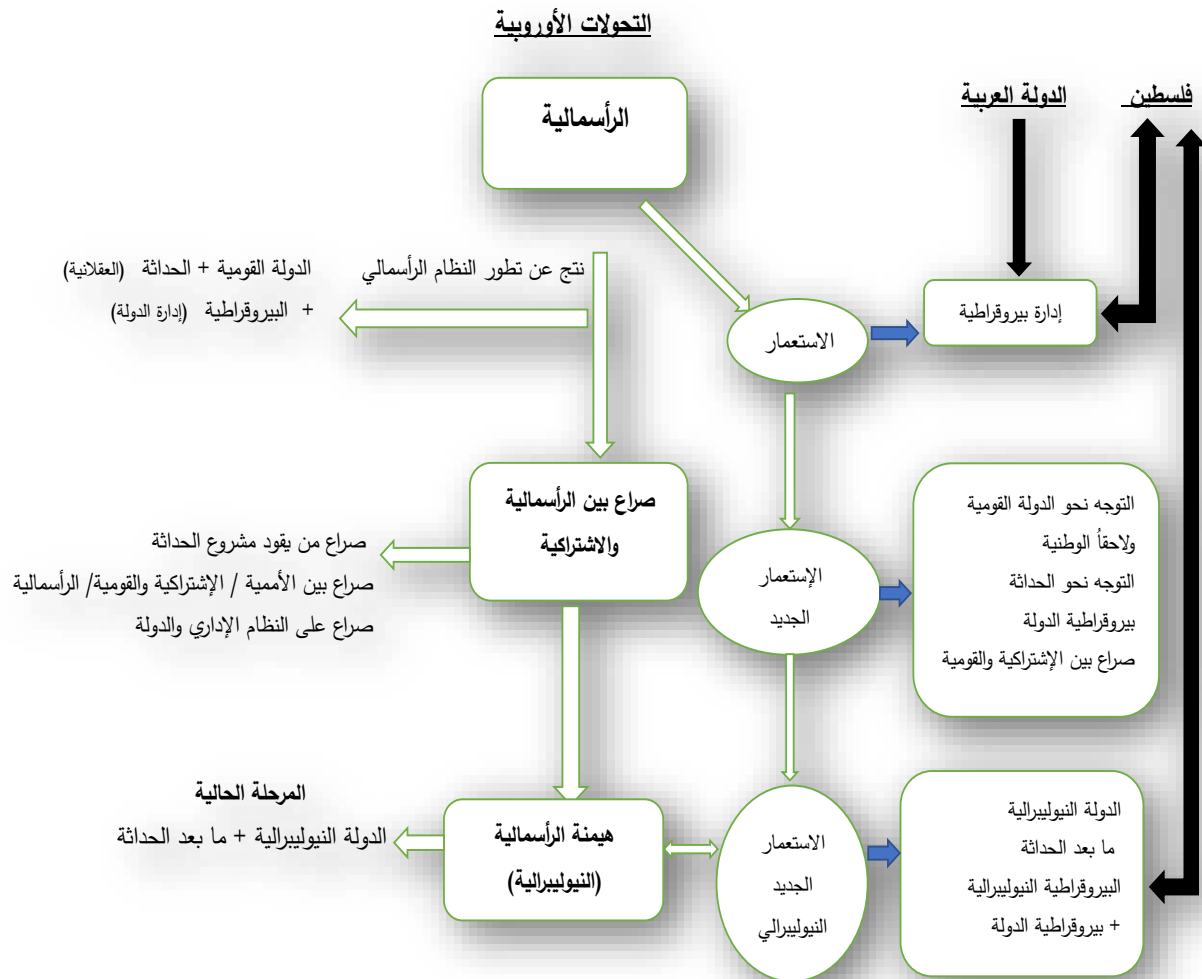 التحولات الأوروبية
فلسطين
الدولة العربية
الرأسمالية
نتج عن تطور النظام الرأسمالي
الدولة القومية + الحداثة (العقلانية)
+ البيروقراطية (إدارة الدولة)
الاستعمار
إدارة بيروقراطية
صراع بين الرأسمالية
والاشتراكية
صراع من يقود مشروع الحداثة
صراع بين الأممية / الإشتراكية والقومية/ الرأسمالية
صراع على النظام الإداري والدولة
الإستعمار
الجديد
التوجه نحو الدولة القومية
ولاحقاُ الوطنية
التوجه نحو الحداثة
بيروقراطية الدولة
صراع بين الإشتراكية والقومية
المرحلة الحالية
الدولة النيوليبرالية + ما بعد الحداثة
هيمنة الرأسمالية
(النيوليبرالية)
الاستعمار
الجديد
النيوليبرالي
الدولة النيوليبرالية
ما بعد الحداثة
البيروقراطية النيوليبرالية
+ بيروقراطية الدولة